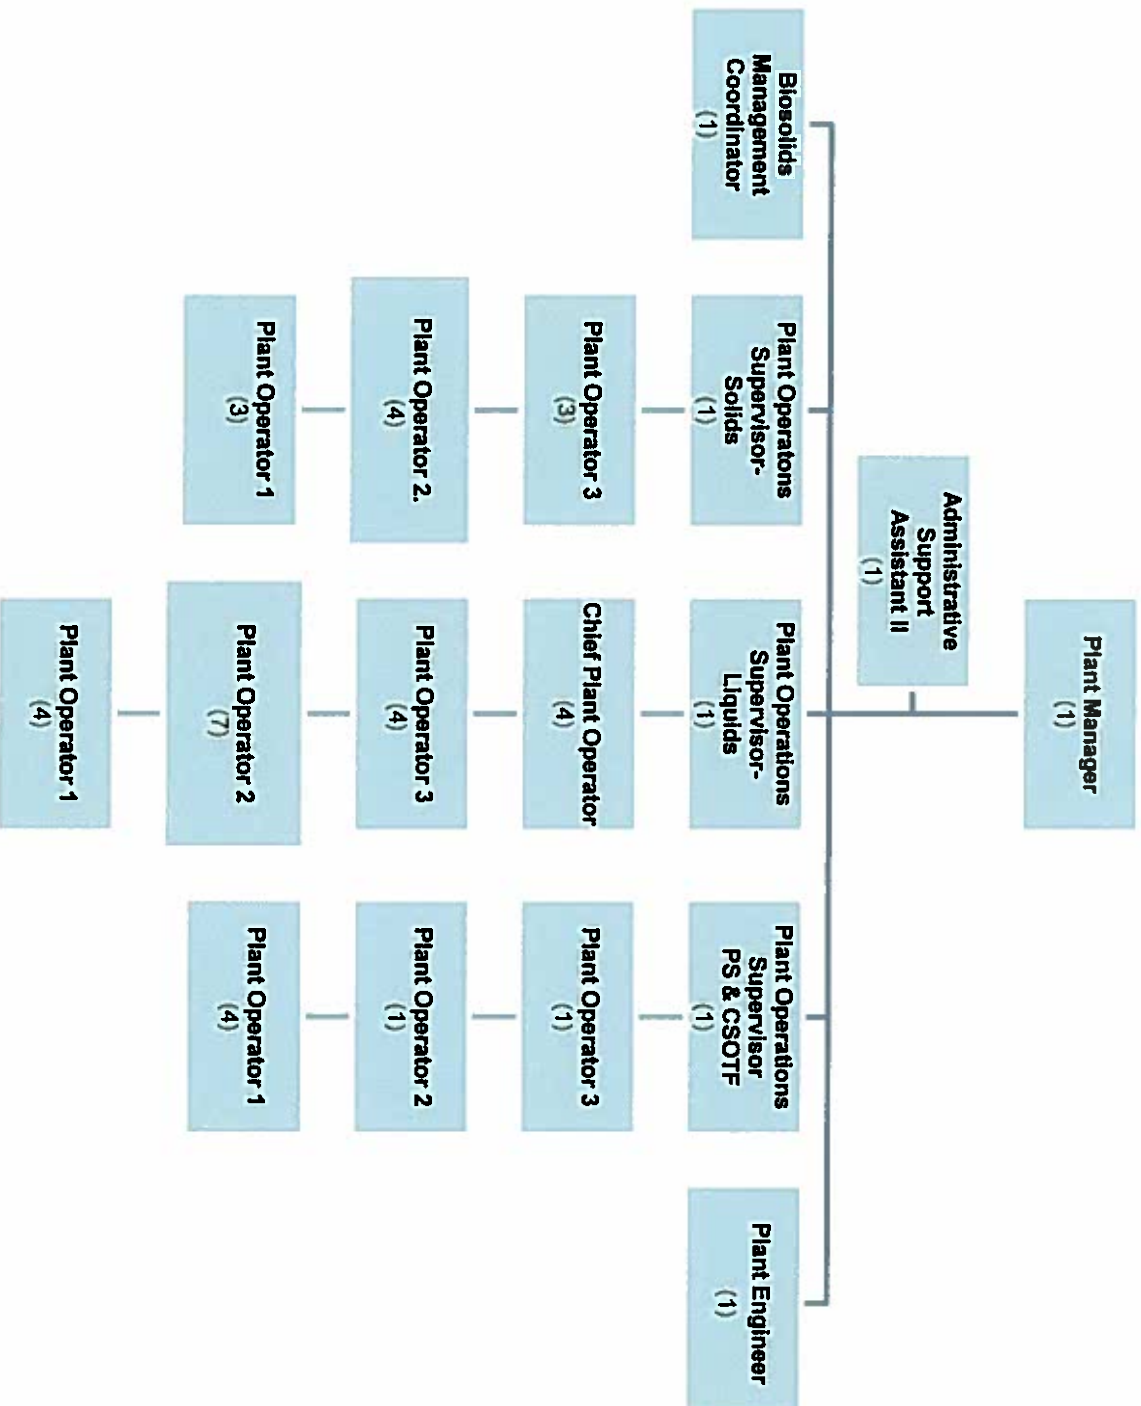 Plant Manager
(1)
Administrative
Support
Assistant II
(1)
Biosolids
Management
Coordinator
(1)
Plant Operatons
Supervisor-
Solids
(1)
Plant Operator 3
(3)
Plant Operator 2.
(4)
Plant Operator 1
(3)
Plant Operations
Supervisor-
Liquids
(1)
Chief Plant Operator
(4)
Plant Operator 3
(4)
Plant Operator 2
(7)
Plant Operator 1
(4)
Plant Operations
Supervisor
PS & CSOTF
(1)
Plant Operator 3
(1)
Plant Operator 2
(1)
Plant Operator 1
(4)
Plant Engineer
(1)